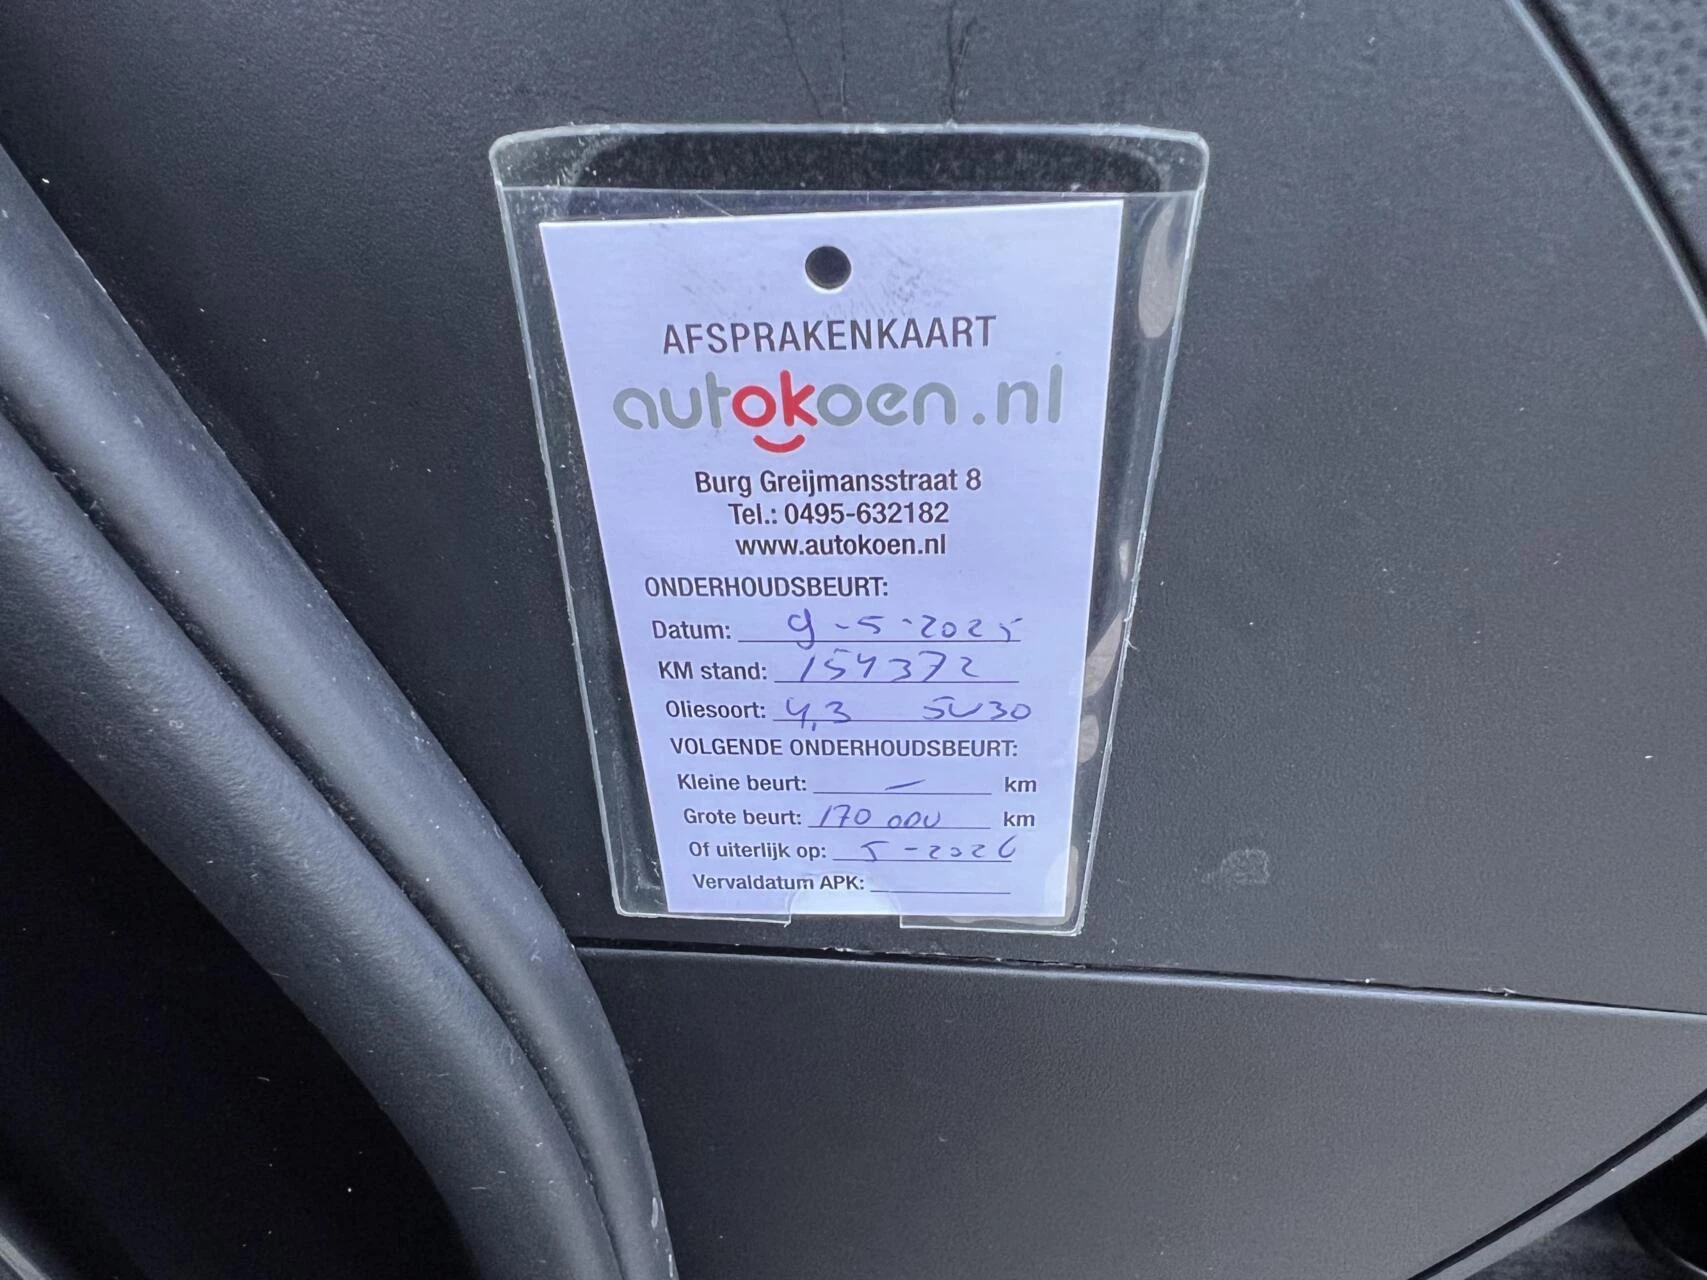 AFSPRAKENKAART
autokoen.nl
Burg Greijmansstraat 8
Tel.: 0495-632182
www.autokoen.nl
ONDERHOUDSBEURT:
Datum: 9-5-2025
KM stand: 154372
Oliesoort: 4,3 5W30
VOLGENDE ONDERHOUDSBEURT:
Kleine beurt: — km
Grote beurt: 170 000 km
Of uiterlijk op: 5-2026
Vervaldatum APK: